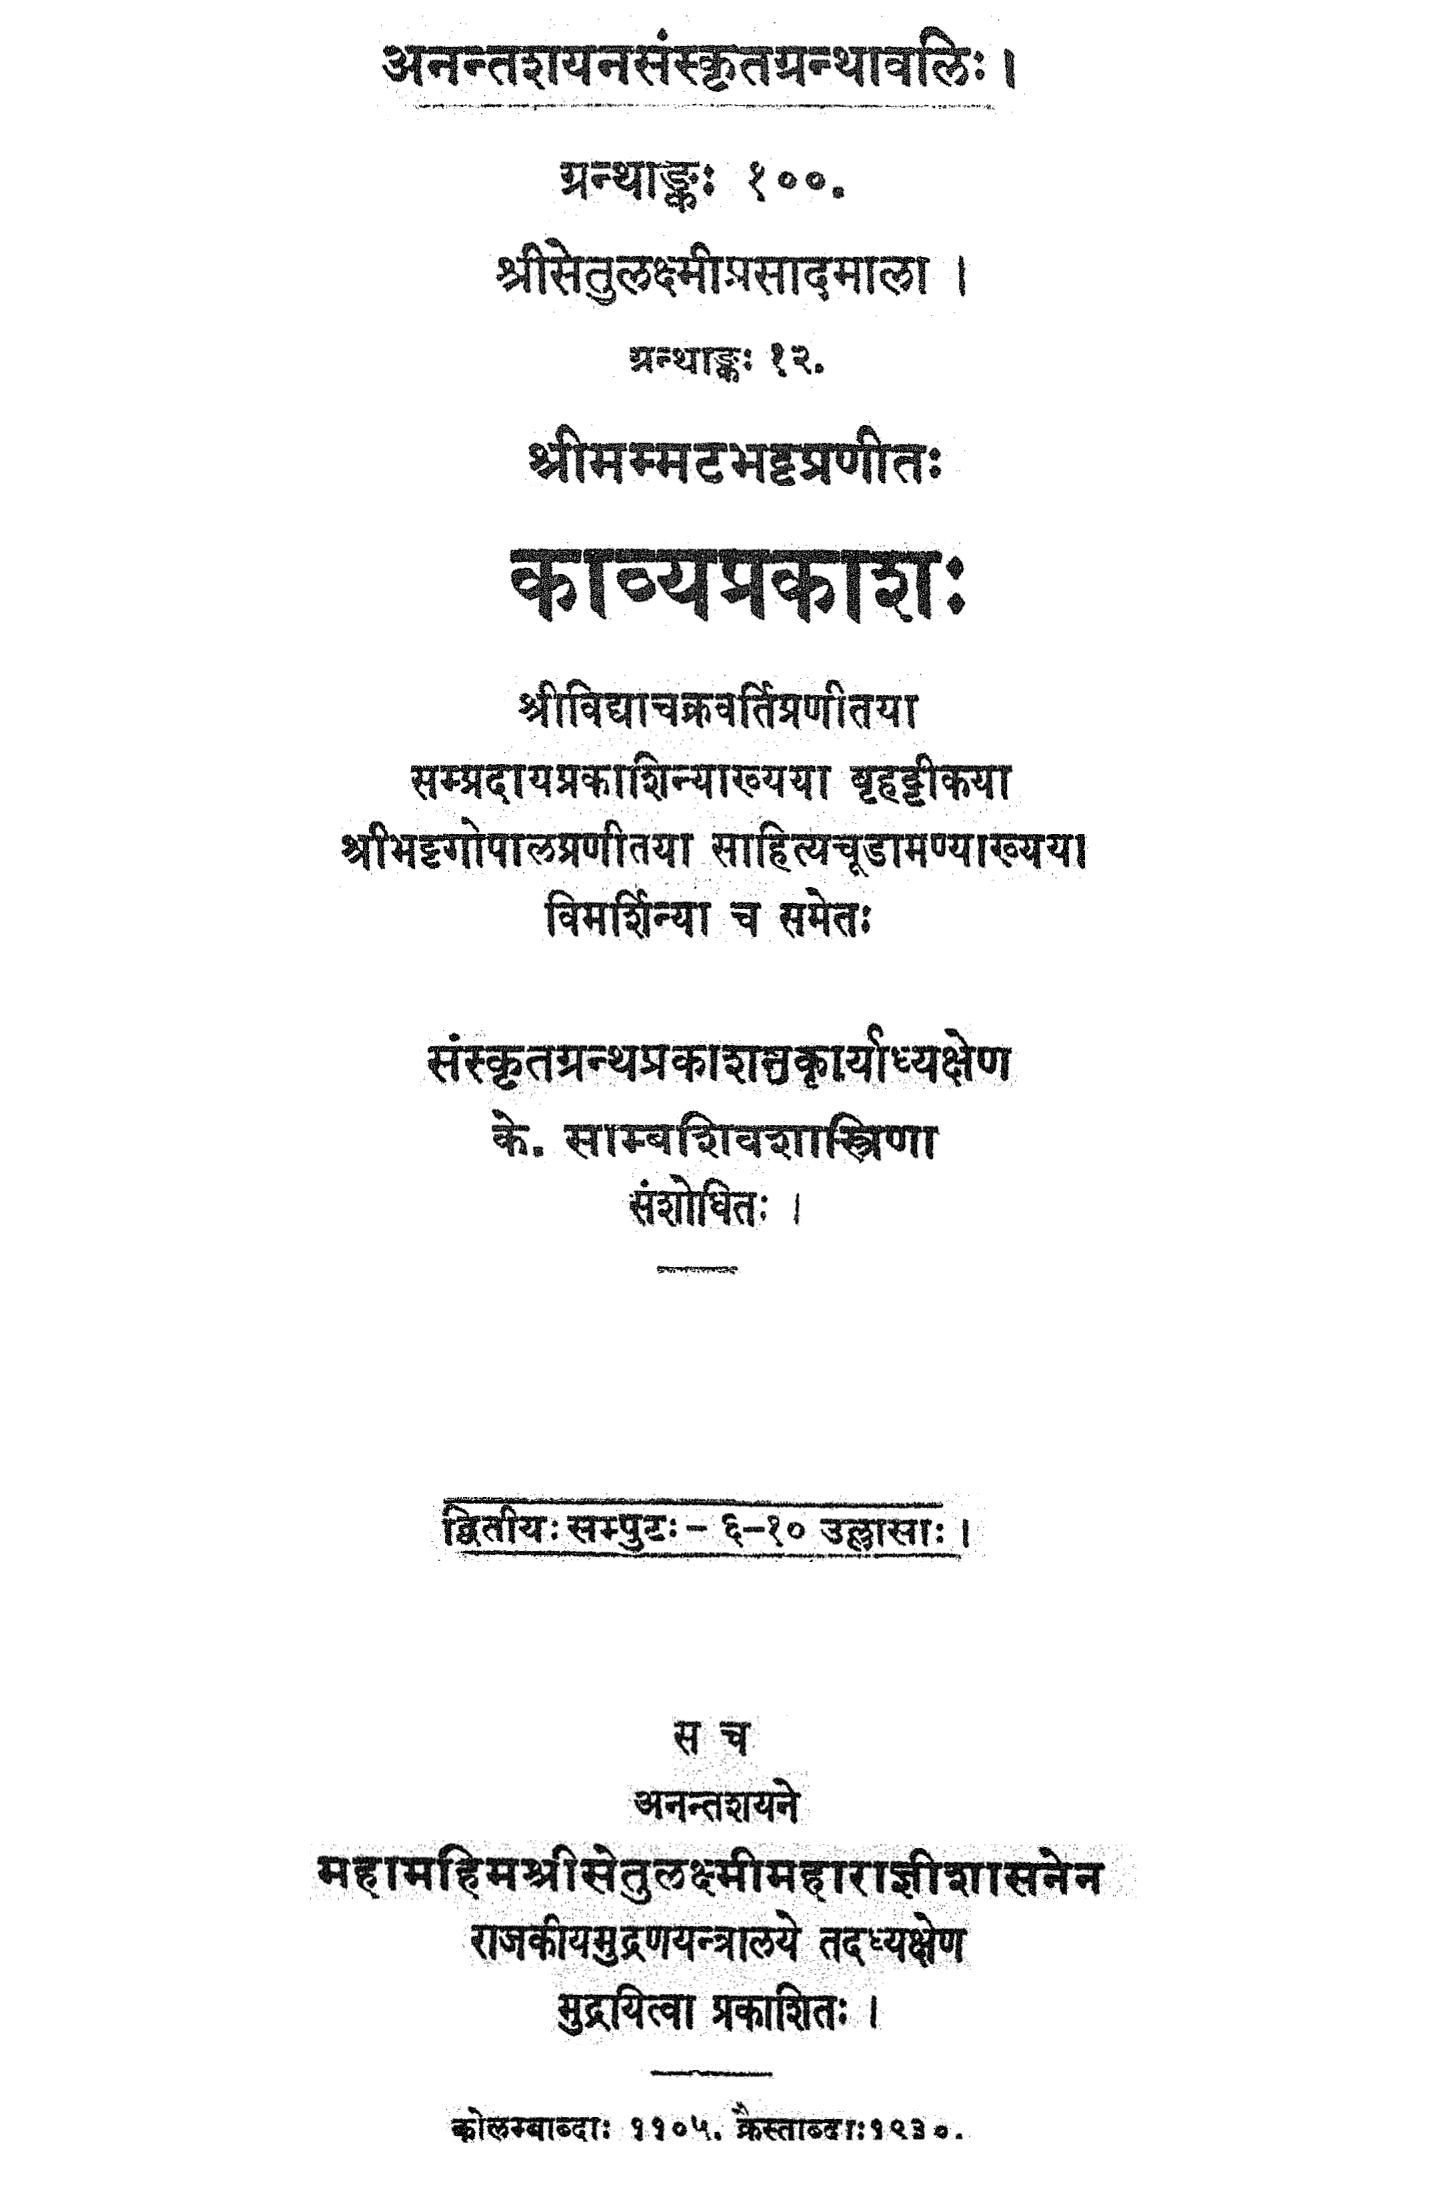 अनन्तशयनसंस्कृतग्रन्थावलिः ।
ग्रन्थाङ्कः १००.
श्रीसेतुलक्ष्मीप्रसादमाला ।
ग्रन्थाङ्कः १२.
श्रीमम्मटभट्टप्रणीतः
काव्यप्रकाशः
श्रीविद्याचक्रवर्तिप्रणीतया
सम्प्रदायप्रकाशिन्याख्यया बृहट्टीकया
श्रीभट्टगोपालप्रणीतया साहित्यचूडामण्याख्यया
विमर्शिन्या च समेतः
संस्कृतग्रन्थप्रकाशनकार्याध्यक्षेण
के. साम्बशिवशास्त्रिणा
संशोधितः ।
द्वितीयः सम्पुटः – ६–१० उल्लासाः ।
स च
अनन्तशयने
महामहिमश्रीसेतुलक्ष्मीमहाराज्ञीशासनेन
राजकीयमुद्रणयन्त्रालये तदध्यक्षेण
मुद्रयित्वा प्रकाशितः ।
कोलम्बाब्दाः ११०५. क्रैस्ताब्दाः१९३०.